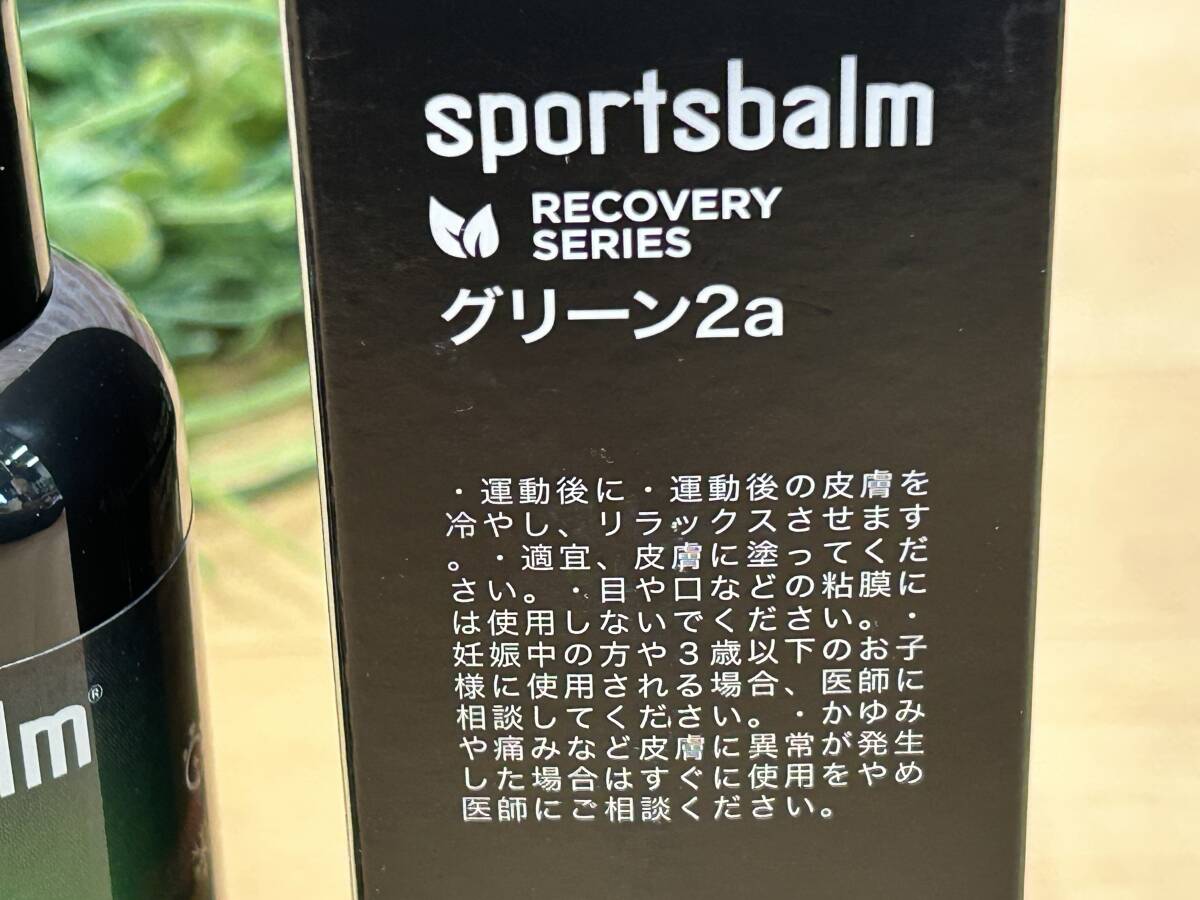 sportsbalm
RECOVERY
SERIES
グリーン2a
・運動後に・運動後の皮膚を
冷やし、リラックスさせます
。・適宜、皮膚に塗ってくだ
さい。・目や口などの粘膜に
は使用しないでください。・
妊娠中の方や３歳以下のお子
様に使用される場合、医師に
相談してください。・かゆみ
や痛みなど皮膚に異常が発生
した場合はすぐに使用をやめ
医師にご相談ください。
lm®